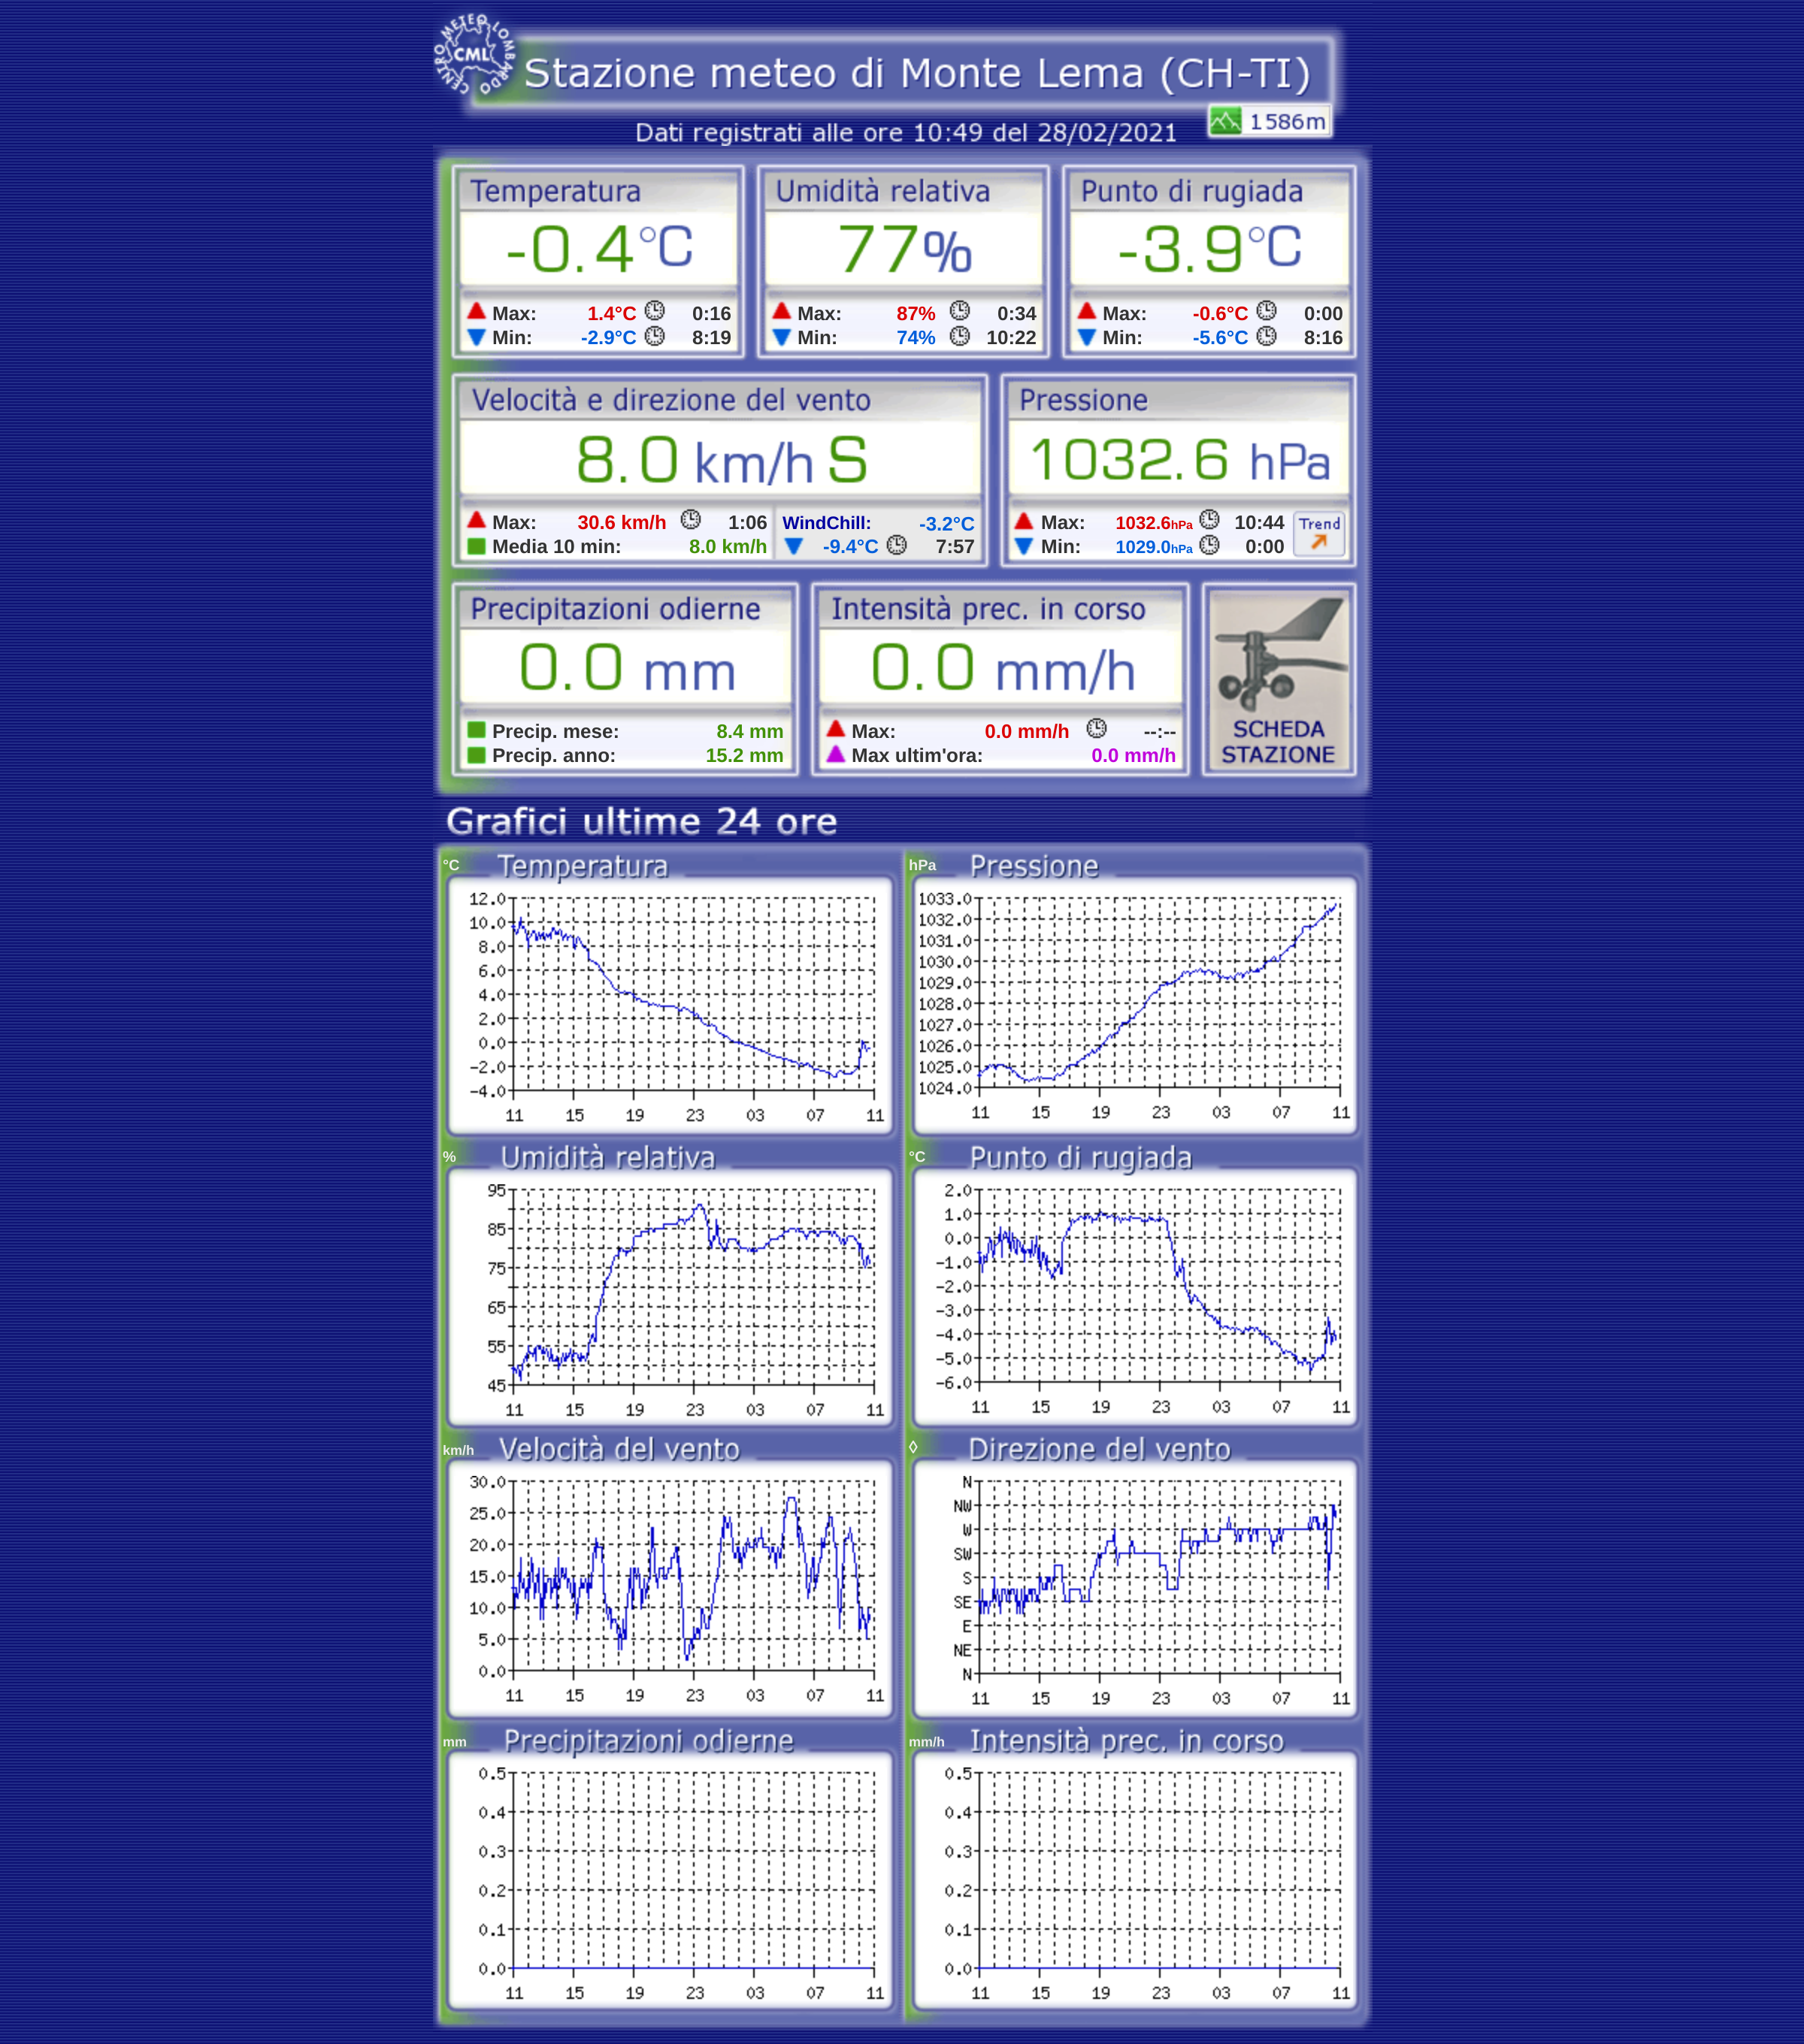 CENTRO METEO LOMBARDO
CML
Stazione meteo di Monte Lema (CH-TI)
1586m
Dati registrati alle ore 10:49 del 28/02/2021
Temperatura
-0.4°C
Max: 1.4°C 0:16
Min: -2.9°C 8:19
Umidità relativa
77%
Max: 87% 0:34
Min: 74% 10:22
Punto di rugiada
-3.9°C
Max: -0.6°C 0:00
Min: -5.6°C 8:16
Velocità e direzione del vento
8.0 km/h S
Max: 30.6 km/h 1:06
Media 10 min: 8.0 km/h
WindChill: -3.2°C
-9.4°C 7:57
Pressione
1032.6 hPa
Max: 1032.6hPa 10:44
Min: 1029.0hPa 0:00
Trend
Precipitazioni odierne
0.0 mm
Precip. mese: 8.4 mm
Precip. anno: 15.2 mm
Intensità prec. in corso
0.0 mm/h
Max: 0.0 mm/h --:--
Max ultim'ora: 0.0 mm/h
SCHEDA
STAZIONE
Grafici ultime 24 ore
°C Temperatura
12.0
10.0
8.0
6.0
4.0
2.0
0.0
-2.0
-4.0
11 15 19 23 03 07 11
hPa Pressione
1033.0
1032.0
1031.0
1030.0
1029.0
1028.0
1027.0
1026.0
1025.0
1024.0
11 15 19 23 03 07 11
% Umidità relativa
95
85
75
65
55
45
11 15 19 23 03 07 11
°C Punto di rugiada
2.0
1.0
0.0
-1.0
-2.0
-3.0
-4.0
-5.0
-6.0
11 15 19 23 03 07 11
km/h Velocità del vento
30.0
25.0
20.0
15.0
10.0
5.0
0.0
11 15 19 23 03 07 11
◊ Direzione del vento
N
NW
W
SW
S
SE
E
NE
N
11 15 19 23 03 07 11
mm Precipitazioni odierne
0.5
0.4
0.3
0.2
0.1
0.0
11 15 19 23 03 07 11
mm/h Intensità prec. in corso
0.5
0.4
0.3
0.2
0.1
0.0
11 15 19 23 03 07 11